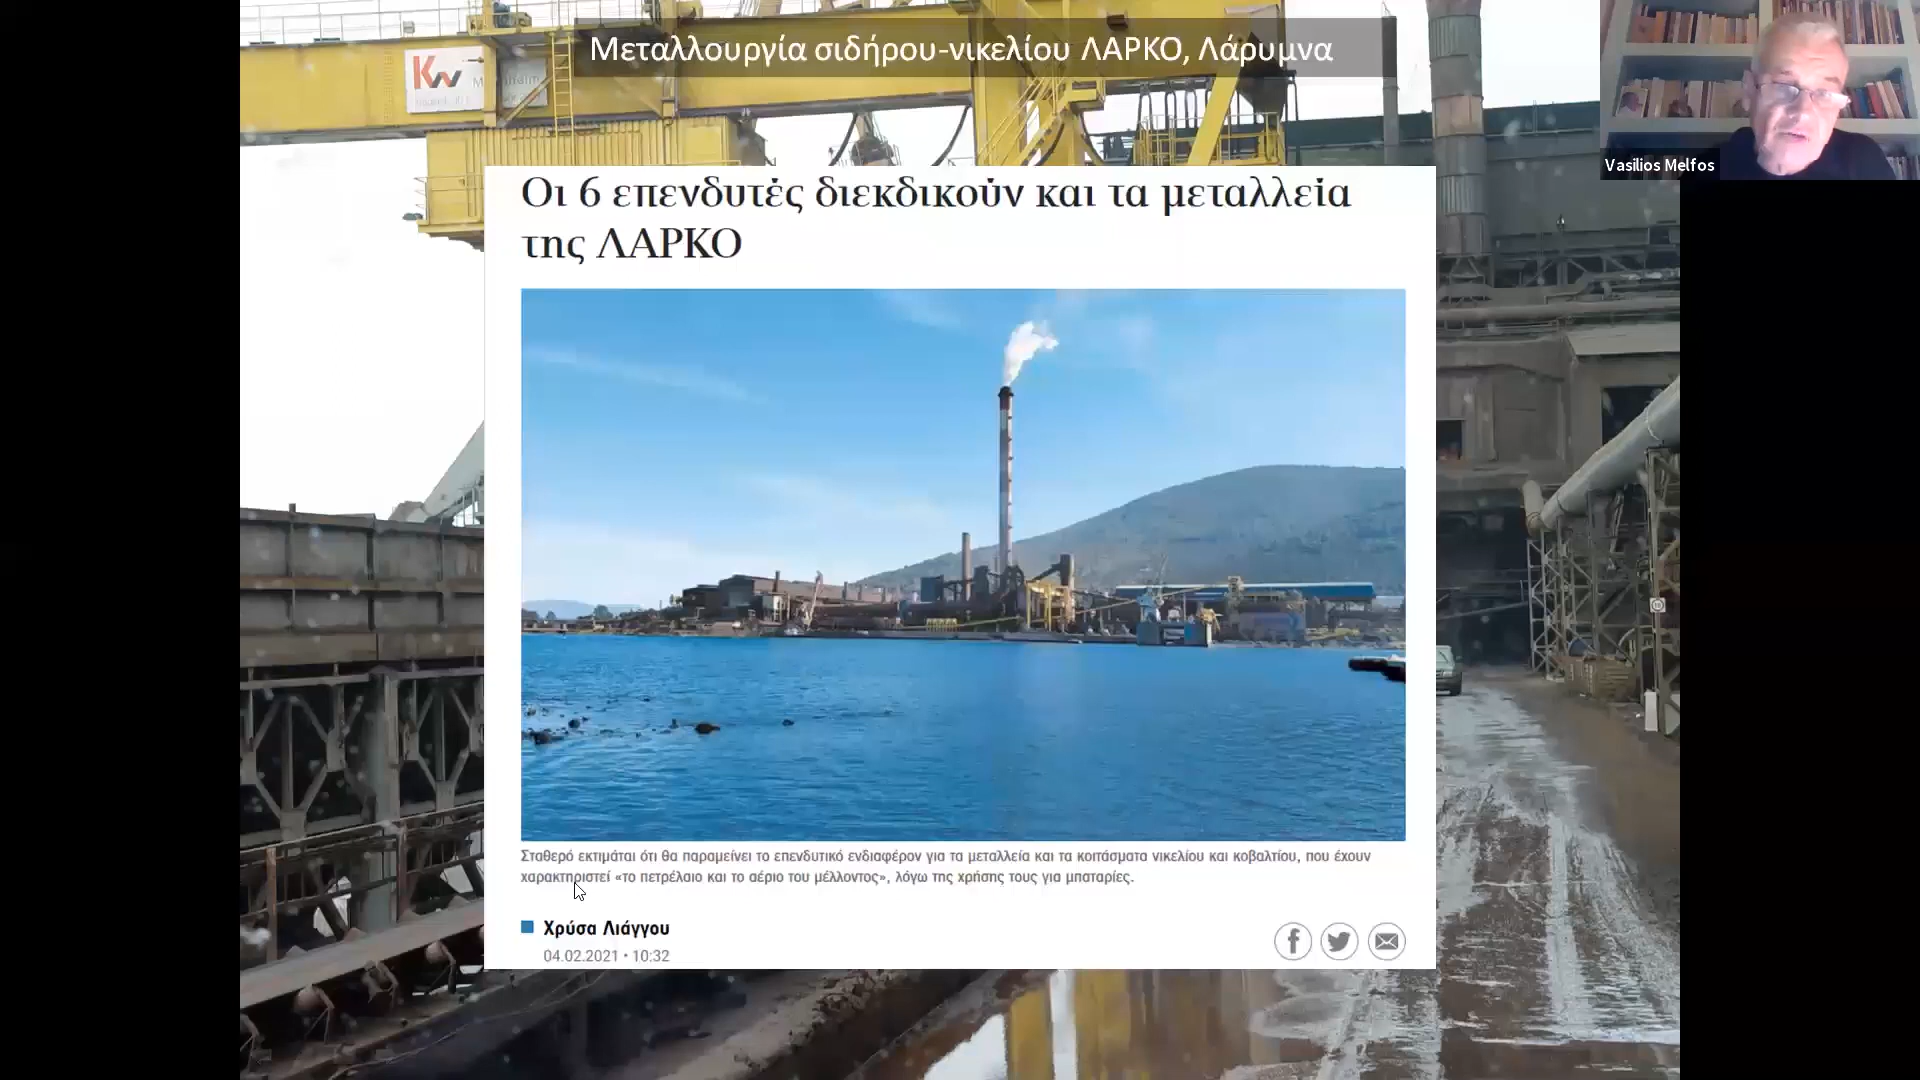 Μεταλλουργία σιδήρου-νικελίου ΛΑΡΚΟ, Λάρυμνα
Vasilios Melfos
Οι 6 επενδυτές διεκδικούν και τα μεταλλεία
της ΛΑΡΚΟ
Σταθερό εκτιμάται ότι θα παραμείνει το επενδυτικό ενδιαφέρον για τα μεταλλεία και τα κοιτάσματα νικελίου και κοβαλτίου, που έχουν
χαρακτηριστεί «το πετρέλαιο και το αέριο του μέλλοντος», λόγω της χρήσης τους για μπαταρίες.
Χρύσα Λιάγγου
04.02.2021 • 10:32